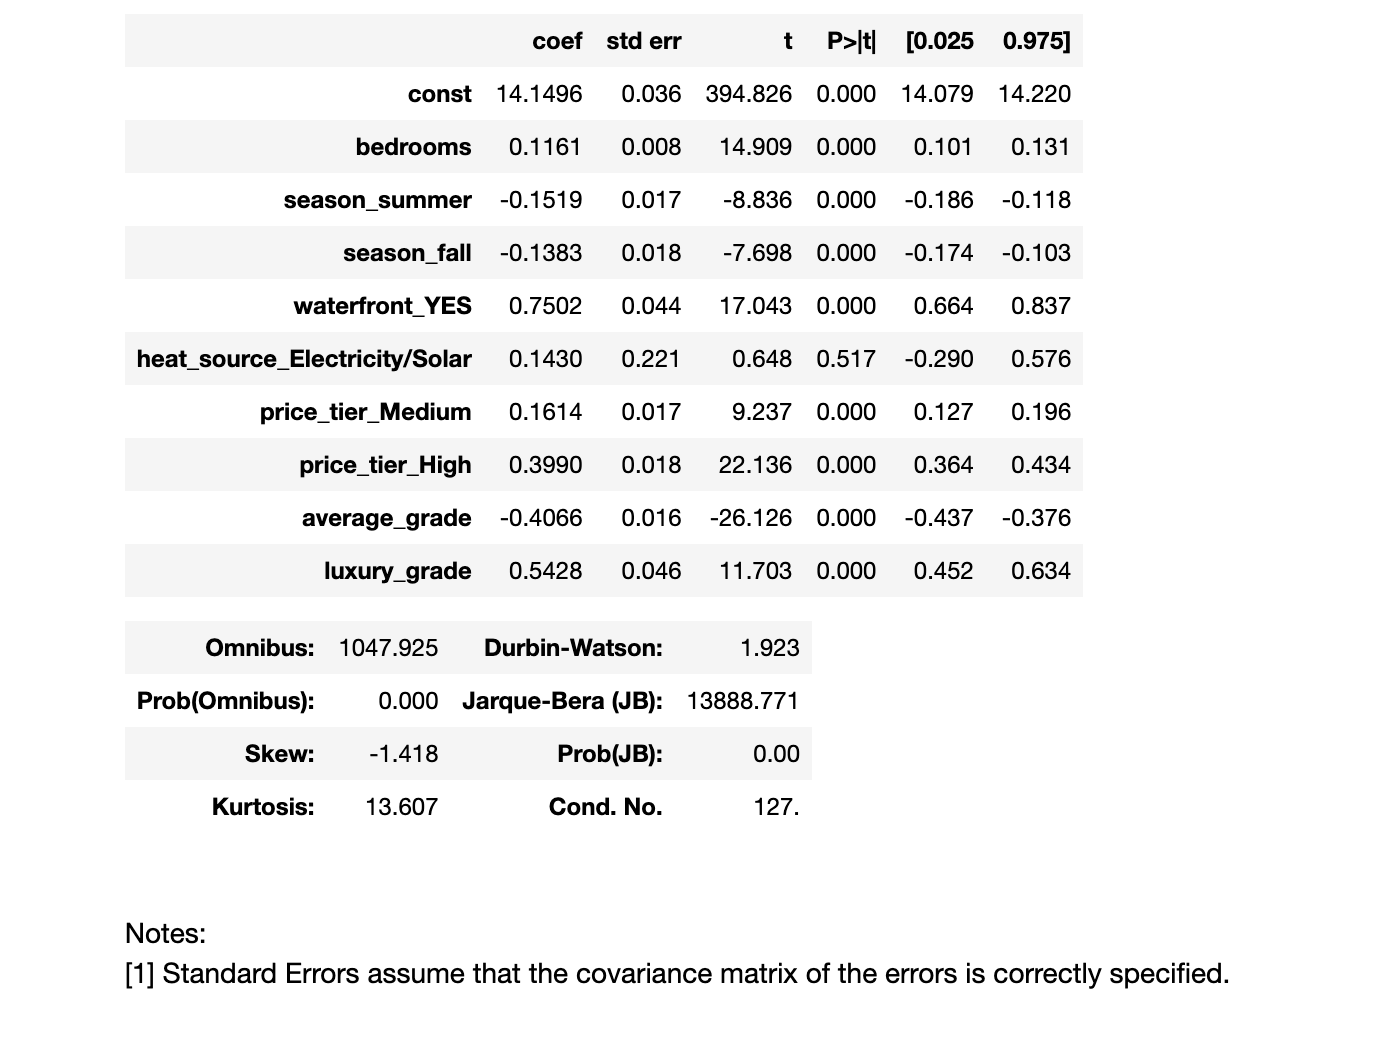 coef std err t P>|t| [0.025 0.975]
const 14.1496 0.036 394.826 0.000 14.079 14.220
bedrooms 0.1161 0.008 14.909 0.000 0.101 0.131
season_summer -0.1519 0.017 -8.836 0.000 -0.186 -0.118
season_fall -0.1383 0.018 -7.698 0.000 -0.174 -0.103
waterfront_YES 0.7502 0.044 17.043 0.000 0.664 0.837
heat_source_Electricity/Solar 0.1430 0.221 0.648 0.517 -0.290 0.576
price_tier_Medium 0.1614 0.017 9.237 0.000 0.127 0.196
price_tier_High 0.3990 0.018 22.136 0.000 0.364 0.434
average_grade -0.4066 0.016 -26.126 0.000 -0.437 -0.376
luxury_grade 0.5428 0.046 11.703 0.000 0.452 0.634
Omnibus: 1047.925 Durbin-Watson: 1.923
Prob(Omnibus): 0.000 Jarque-Bera (JB): 13888.771
Skew: -1.418 Prob(JB): 0.00
Kurtosis: 13.607 Cond. No. 127.
Notes:
[1] Standard Errors assume that the covariance matrix of the errors is correctly specified.